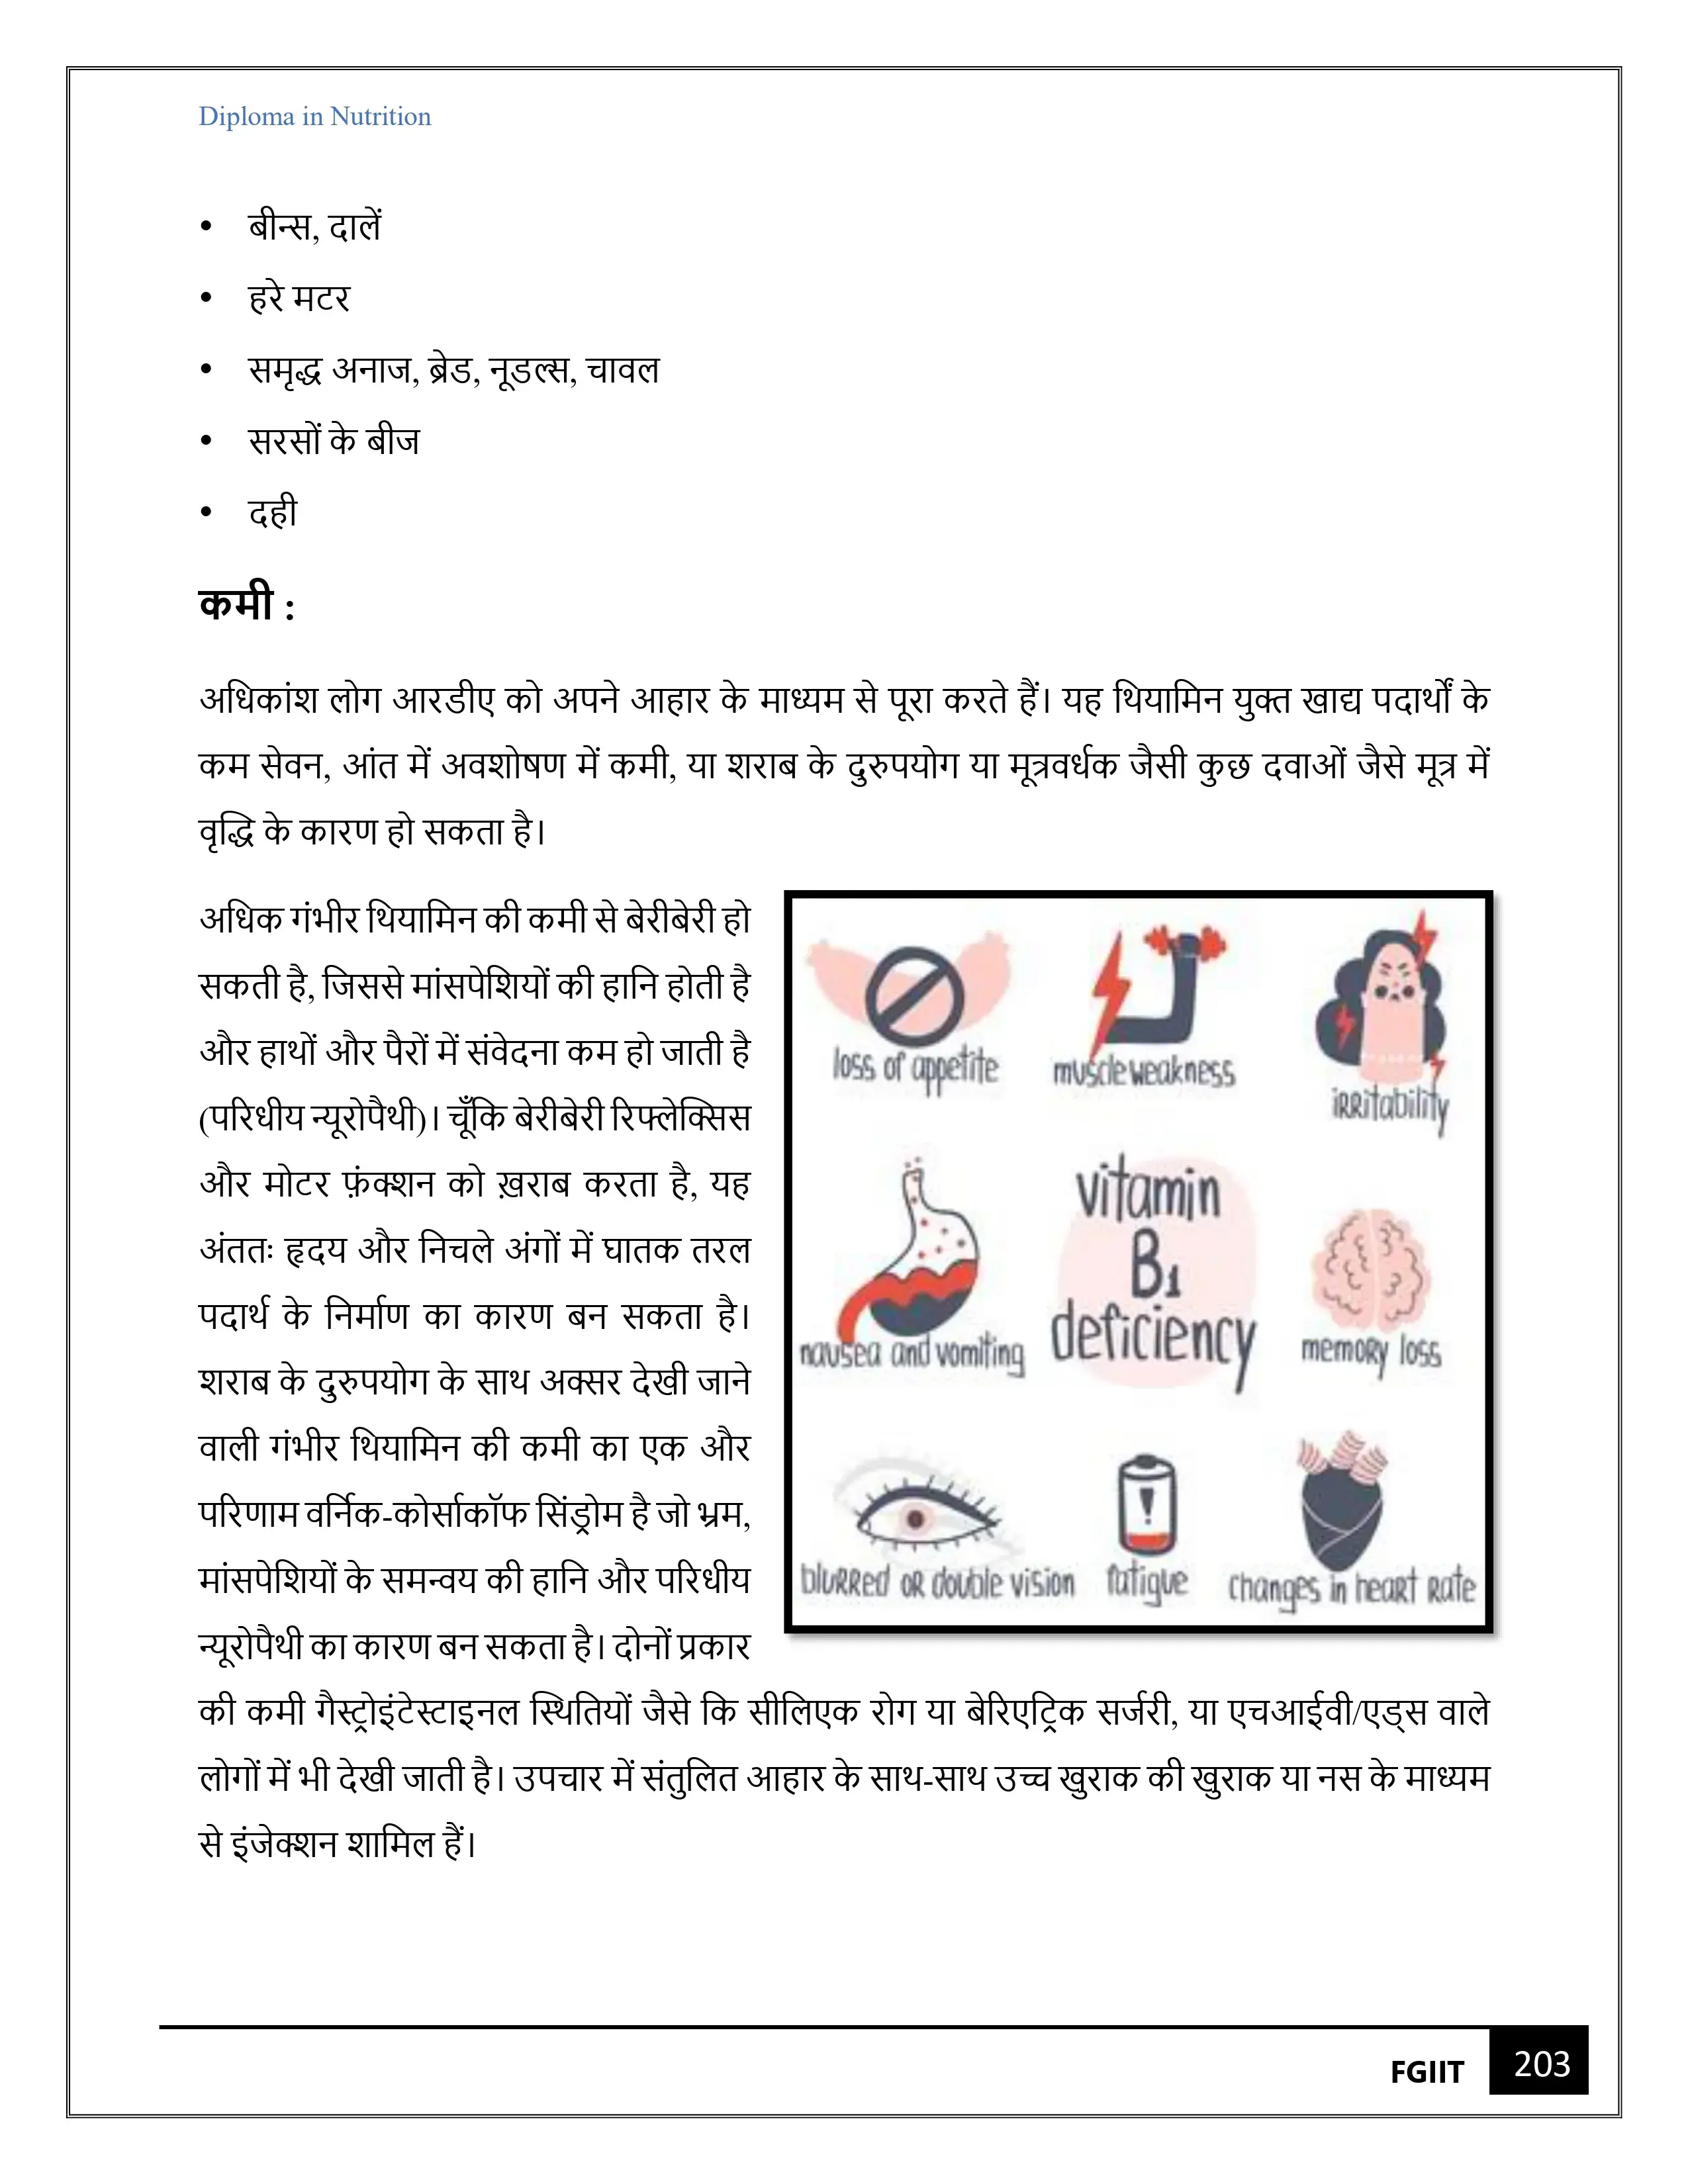 Diploma in Nutrition
• बीन्स, दालें
• हरे मटर
• समृद्ध अनाज, ब्रेड, नूडल्स, चावल
• सरसों के बीज
• दही
कमी :
अधिकांश लोग आरडीए को अपने आहार के माध्यम से पूरा करते हैं। यह थियामिन युक्त खाद्य पदार्थों के
कम सेवन, आंत में अवशोषण में कमी, या शराब के दुरुपयोग या मूत्रवर्धक जैसी कुछ दवाओं जैसे मूत्र में
वृद्धि के कारण हो सकता है।
अधिक गंभीर थियामिन की कमी से बेरीबेरी हो
सकती है, जिससे मांसपेशियों की हानि होती है
और हाथों और पैरों में संवेदना कम हो जाती है
(परिधीय न्यूरोपैथी)। चूँकि बेरीबेरी रिफ्लेक्सिस
और मोटर फ़ंक्शन को ख़राब करता है, यह
अंततः हृदय और निचले अंगों में घातक तरल
पदार्थ के निर्माण का कारण बन सकता है।
शराब के दुरुपयोग के साथ अक्सर देखी जाने
वाली गंभीर थियामिन की कमी का एक और
परिणाम वर्निक-कोर्साकॉफ सिंड्रोम है जो भ्रम,
मांसपेशियों के समन्वय की हानि और परिधीय
न्यूरोपैथी का कारण बन सकता है। दोनों प्रकार
की कमी गैस्ट्रोइंटेस्टाइनल स्थितियों जैसे कि सीलिएक रोग या बेरिएट्रिक सर्जरी, या एचआईवी/एड्स वाले
लोगों में भी देखी जाती है। उपचार में संतुलित आहार के साथ-साथ उच्च खुराक की खुराक या नस के माध्यम
से इंजेक्शन शामिल हैं।
loss of appetite
muscle weakness
irritability
nausea and vomiting
vitamin
B1
deficiency
memory loss
blurred or double vision
fatigue
changes in heart rate
FGIIT
203